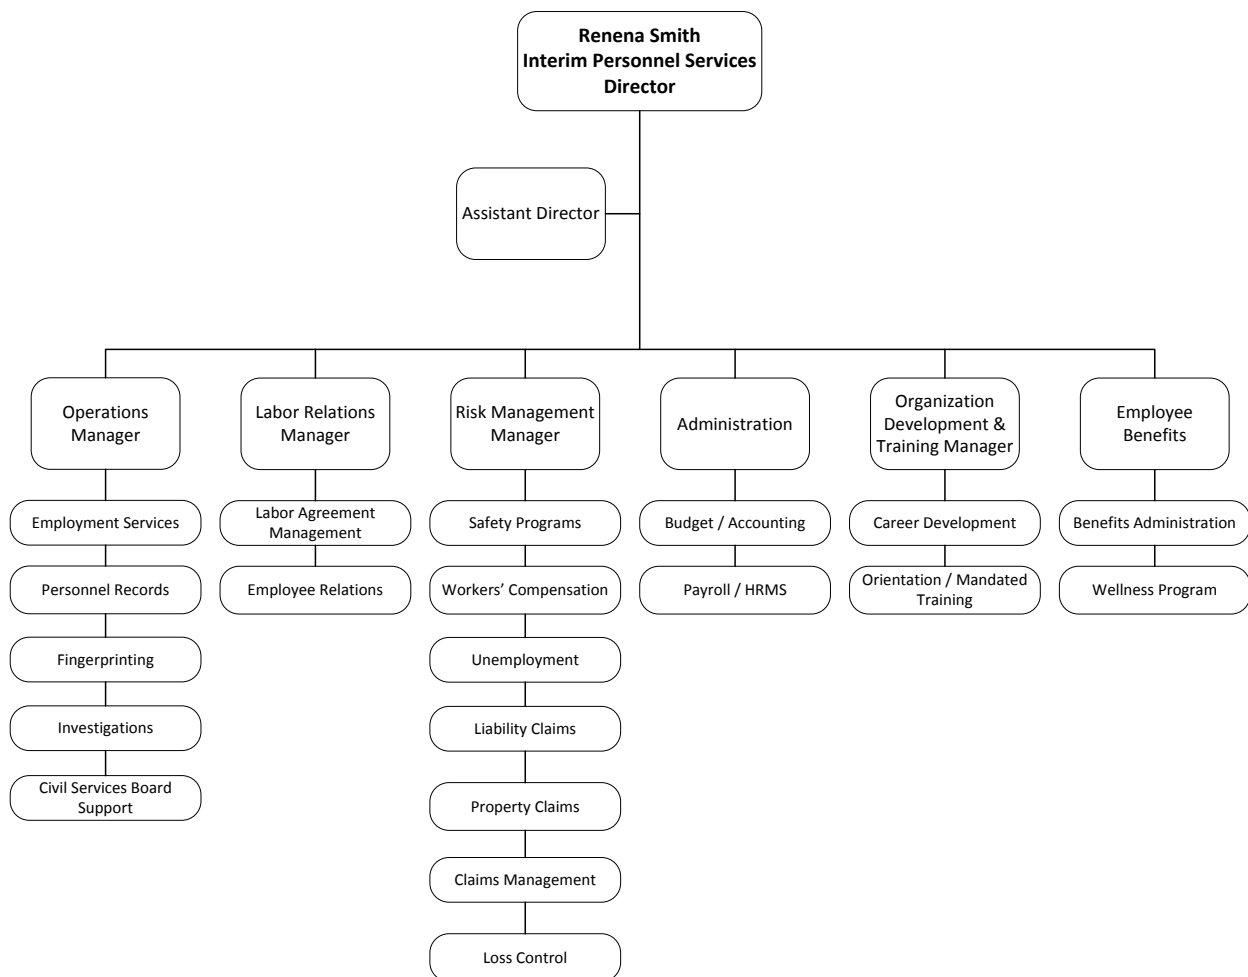 Renena Smith
Interim Personnel Services
Director
Assistant Director
Operations
Manager
Labor Relations
Manager
Risk Management
Manager
Administration
Organization
Development &
Training Manager
Employee
Benefits
Employment Services
Labor Agreement
Management
Safety Programs
Budget / Accounting
Career Development
Benefits Administration
Personnel Records
Employee Relations
Workers’ Compensation
Payroll / HRMS
Orientation / Mandated
Training
Wellness Program
Fingerprinting
Unemployment
Investigations
Liability Claims
Civil Services Board
Support
Property Claims
Claims Management
Loss Control